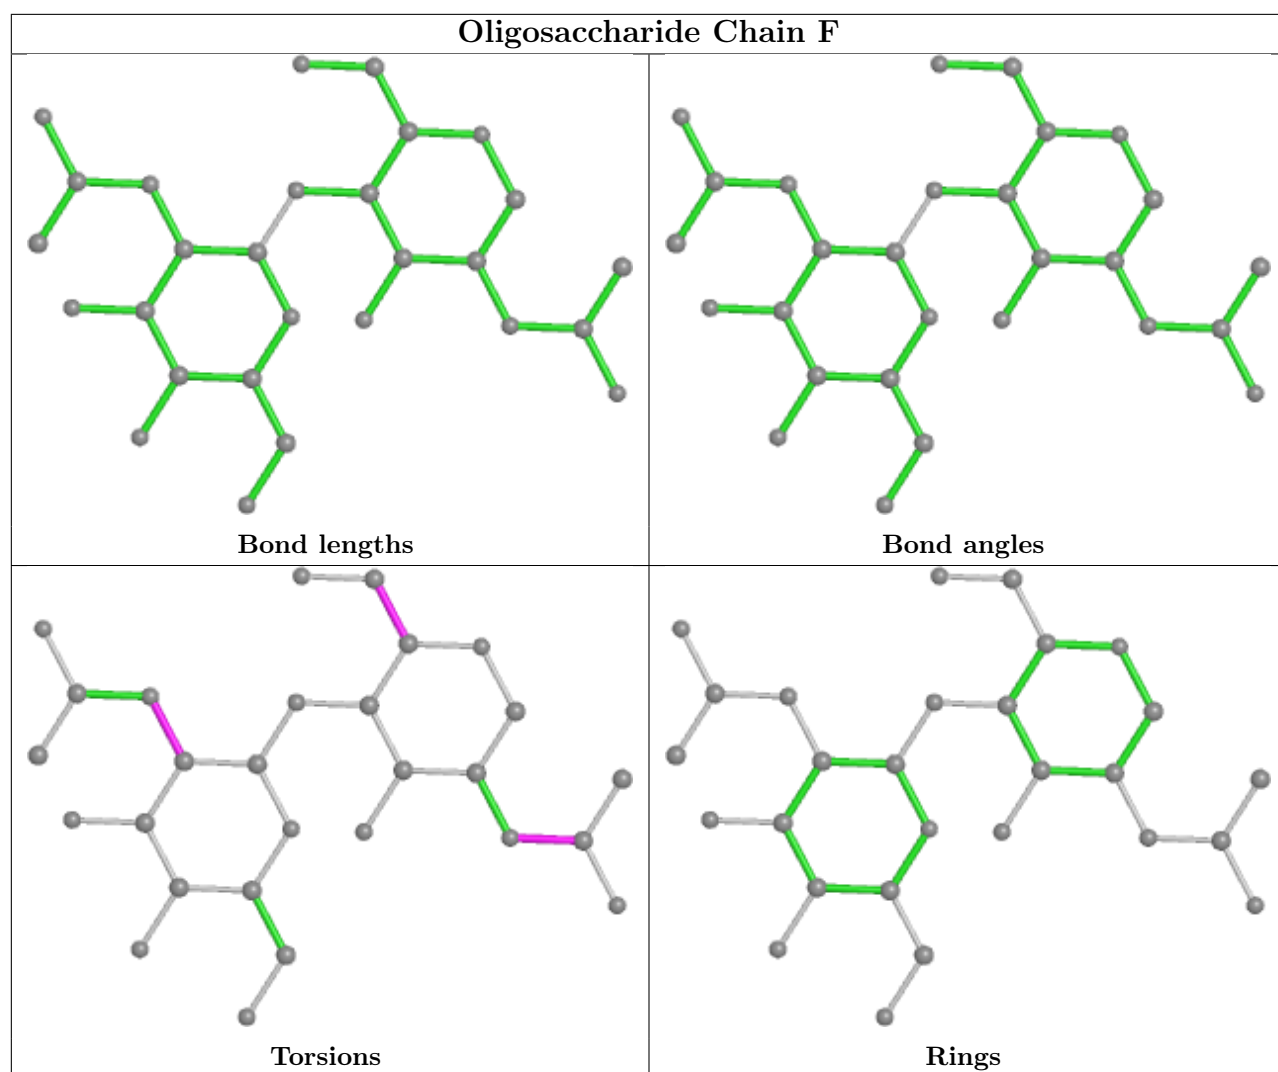 Oligosaccharide Chain F
Bond lengths
Bond angles
Torsions
Rings